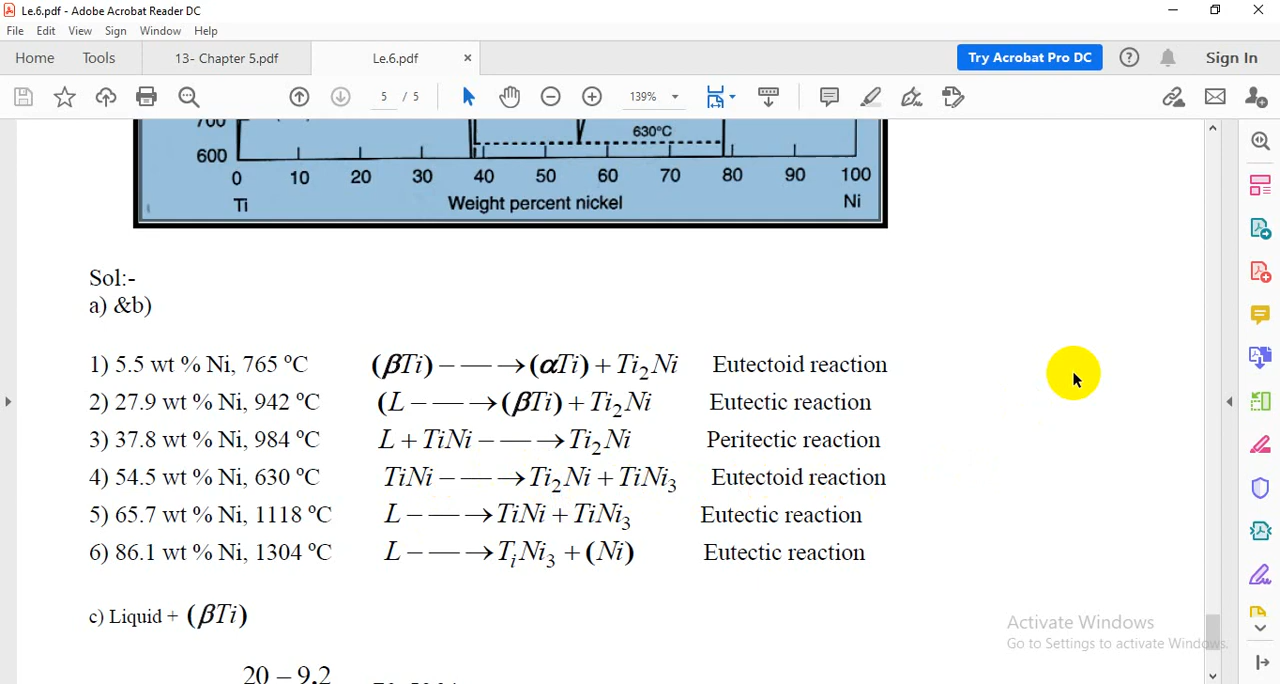 Le.6.pdf - Adobe Acrobat Reader DC
File Edit View Sign Window Help
Home Tools 13- Chapter 5.pdf Le.6.pdf × Try Acrobat Pro DC Sign In
5 / 5 139%
700
630°C
600
0 10 20 30 40 50 60 70 80 90 100
Ti Weight percent nickel Ni
Sol:-
a) &b)
1) 5.5 wt % Ni, 765 ºC (βTi) – —→(αTi) + Ti₂Ni Eutectoid reaction
2) 27.9 wt % Ni, 942 ºC (L – —→(βTi) + Ti₂Ni Eutectic reaction
3) 37.8 wt % Ni, 984 ºC L + TiNi – —→Ti₂Ni Peritectic reaction
4) 54.5 wt % Ni, 630 ºC TiNi – —→Ti₂Ni + TiNi₃ Eutectoid reaction
5) 65.7 wt % Ni, 1118 ºC L – —→TiNi + TiNi₃ Eutectic reaction
6) 86.1 wt % Ni, 1304 ºC L – —→TᵢNi₃ + (Ni) Eutectic reaction
c) Liquid + (βTi)
20 – 9.2
Activate Windows
Go to Settings to activate Windows.